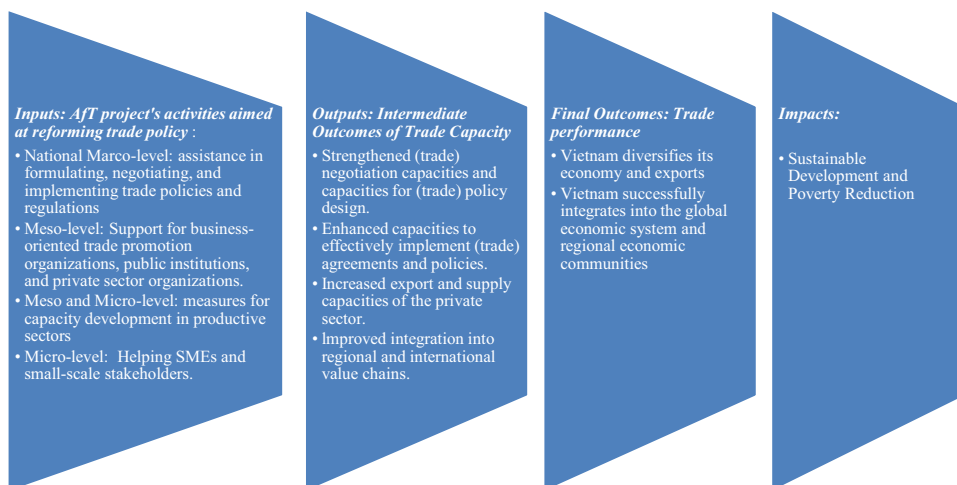 Inputs: AfT project's activities aimed
at reforming trade policy :
• National Marco-level: assistance in
formulating, negotiating, and
implementing trade policies and
regulations
• Meso-level: Support for business-
oriented trade promotion
organizations, public institutions,
and private sector organizations.
• Meso and Micro-level: measures for
capacity development in productive
sectors
• Micro-level:  Helping SMEs and
small-scale stakeholders.
Outputs: Intermediate
Outcomes of Trade Capacity
• Strengthened (trade)
negotiation capacities and
capacities for (trade) policy
design.
• Enhanced capacities to
effectively implement (trade)
agreements and policies.
• Increased export and supply
capacities of the private
sector.
• Improved integration into
regional and international
value chains.
Final Outcomes: Trade
performance
• Vietnam diversifies its
economy and exports
• Vietnam successfully
integrates into the global
economic system and
regional economic
communities
Impacts:
• Sustainable
Development and
Poverty Reduction